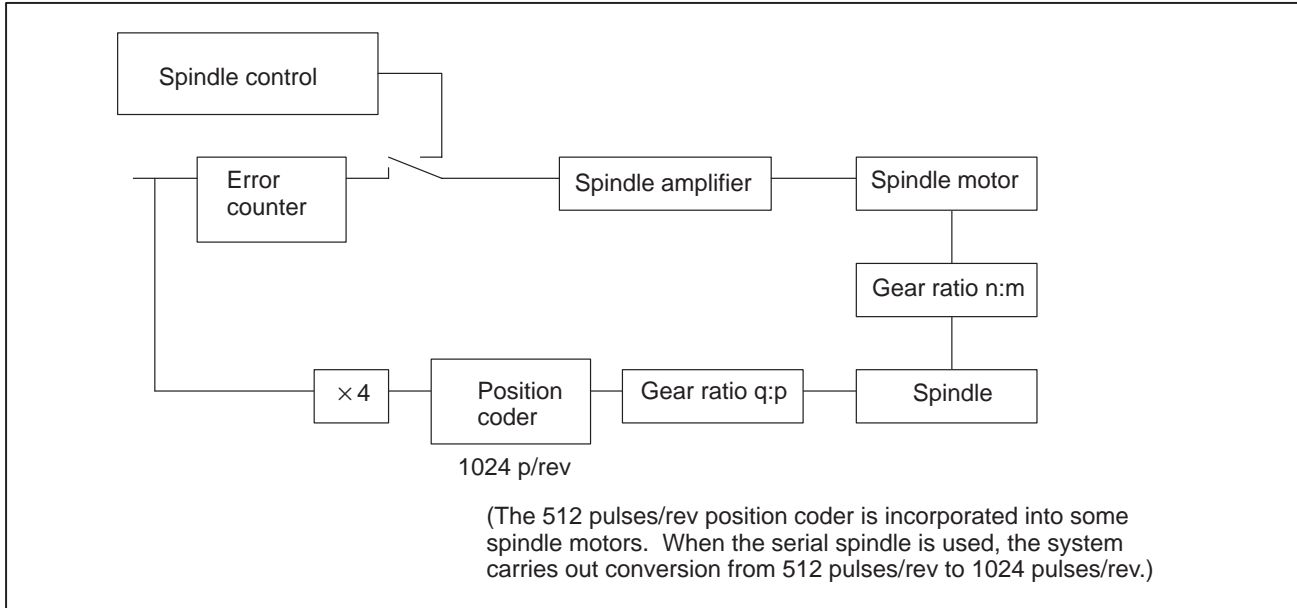 Spindle control
Error
counter
Spindle amplifier
Spindle motor
Gear ratio n:m
× 4
Position
coder
Gear ratio q:p
Spindle
1024 p/rev
(The 512 pulses/rev position coder is incorporated into some
spindle motors.  When the serial spindle is used, the system
carries out conversion from 512 pulses/rev to 1024 pulses/rev.)